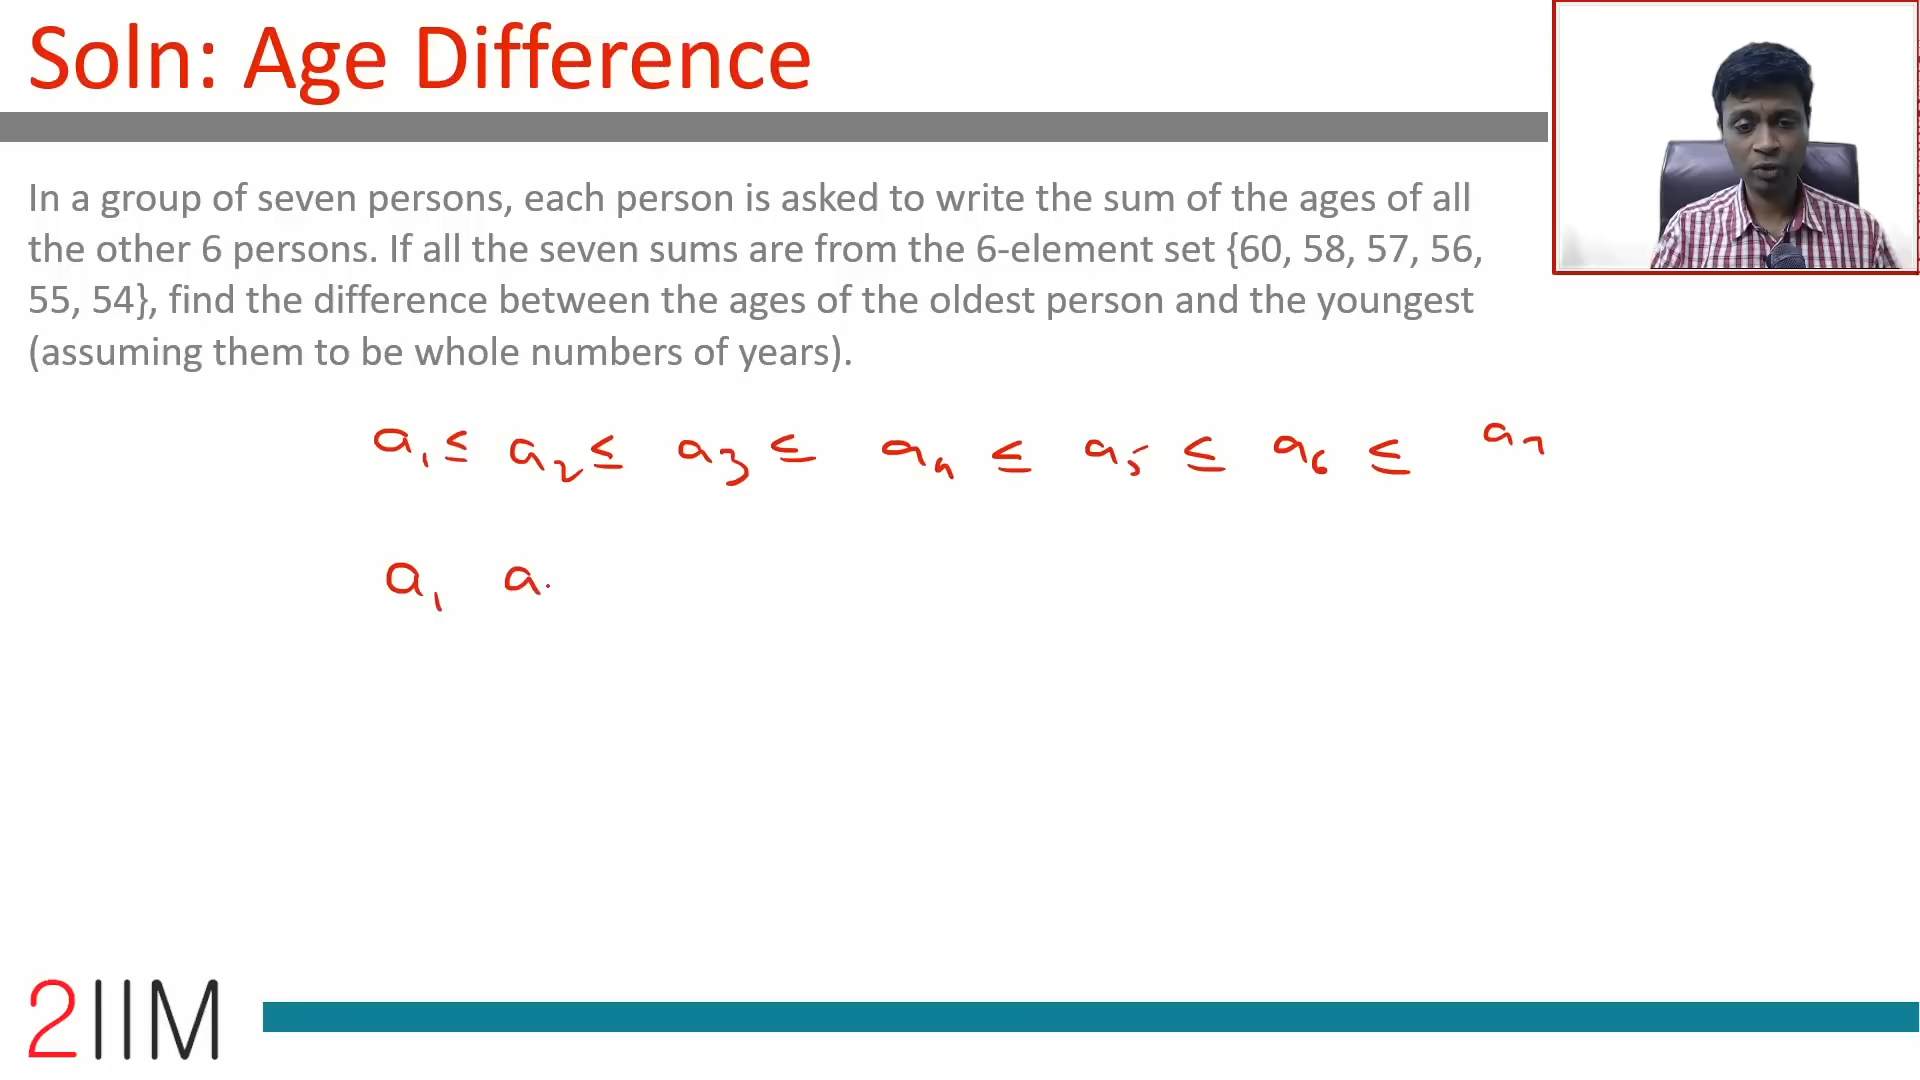 Soln: Age Difference
In a group of seven persons, each person is asked to write the sum of the ages of all
the other 6 persons. If all the seven sums are from the 6-element set {60, 58, 57, 56,
55, 54}, find the difference between the ages of the oldest person and the youngest
(assuming them to be whole numbers of years).
a₁ ≤ a₂ ≤ a₃ ≤ a₄ ≤ a₅ ≤ a₆ ≤ a₇
a₁ a
2IIM